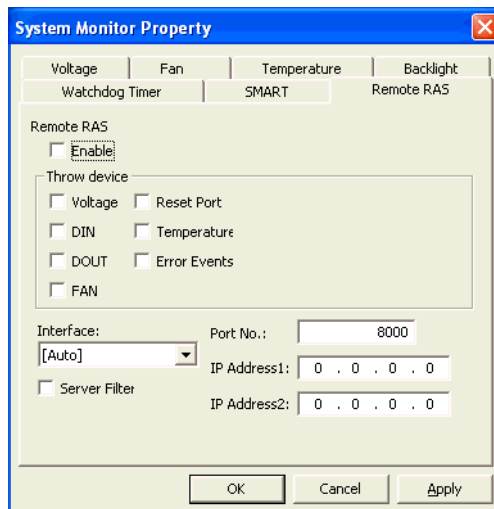 System Monitor Property
Voltage Fan Temperature Backlight
Watchdog Timer SMART Remote RAS
Remote RAS
Enable
Throw device
Voltage Reset Port
DIN Temperature
DOUT Error Events
FAN
Interface: Port No.: 8000
[Auto] IP Address1: 0 . 0 . 0 . 0
Server Filter IP Address2: 0 . 0 . 0 . 0
OK Cancel Apply